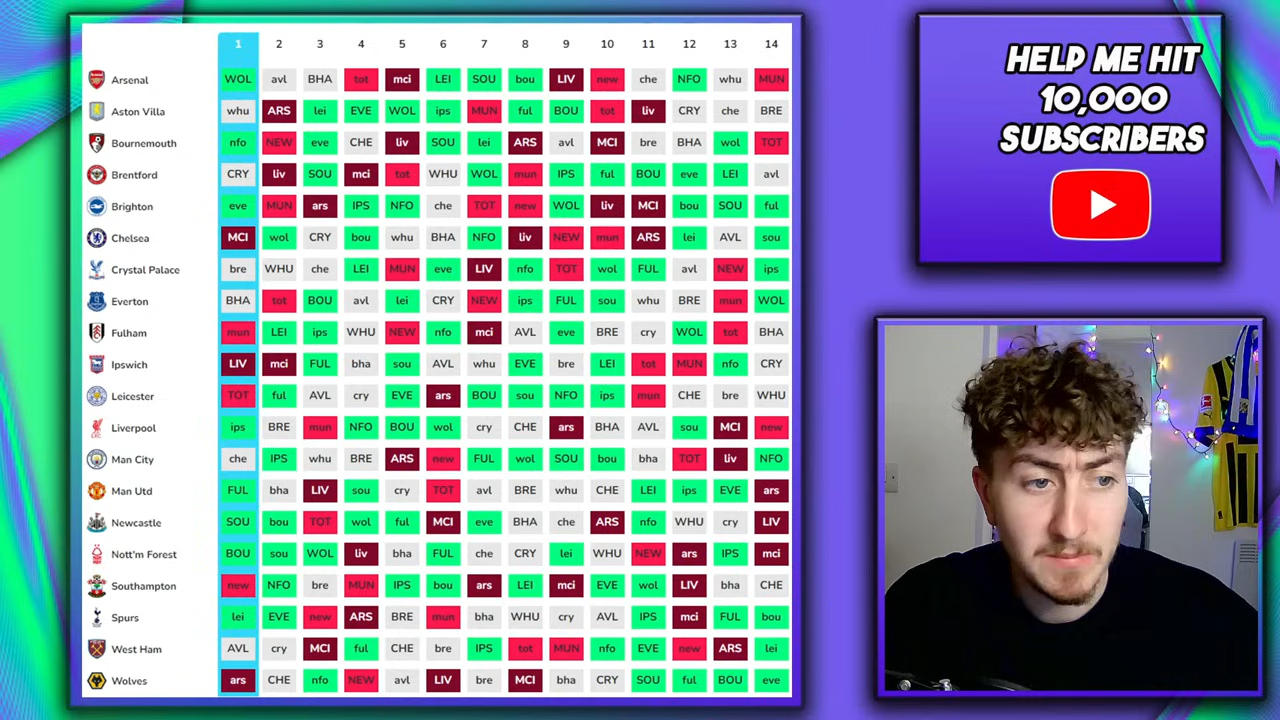 1 2 3 4 5 6 7 8 9 10 11 12 13 14
Arsenal WOL avl BHA tot mci LEI SOU bou LIV new che NFO whu MUN
Aston Villa whu ARS lei EVE WOL ips MUN ful BOU tot liv CRY che BRE
Bournemouth nfo NEW eve CHE liv SOU lei ARS avl MCI bre BHA wol TOT
Brentford CRY liv SOU mci tot WHU WOL mun IPS ful BOU eve LEI avl
Brighton eve MUN ars IPS NFO che TOT new WOL liv MCI bou SOU ful
Chelsea MCI wol CRY bou whu BHA NFO liv NEW mun ARS lei AVL sou
Crystal Palace bre WHU che LEI MUN eve LIV nfo TOT wol FUL avl NEW ips
Everton BHA tot BOU avl lei CRY NEW ips FUL sou whu BRE mun WOL
Fulham mun LEI ips WHU NEW nfo mci AVL eve BRE cry WOL tot BHA
Ipswich LIV mci FUL bha sou AVL whu EVE bre LEI tot MUN nfo CRY
Leicester TOT ful AVL cry EVE ars BOU sou NFO ips mun CHE bre WHU
Liverpool ips BRE mun NFO BOU wol cry CHE ars BHA AVL sou MCI new
Man City che IPS whu BRE ARS new FUL wol SOU bou bha TOT liv NFO
Man Utd FUL bha LIV sou cry TOT avl BRE whu CHE LEI ips EVE ars
Newcastle SOU bou TOT wol ful MCI eve BHA che ARS nfo WHU cry LIV
Nott'm Forest BOU sou WOL liv bha FUL che CRY lei WHU NEW ars IPS mci
Southampton new NFO bre MUN IPS bou ars LEI mci EVE wol LIV bha CHE
Spurs lei EVE new ARS BRE mun bha WHU cry AVL IPS mci FUL bou
West Ham AVL cry MCI ful CHE bre IPS tot MUN nfo EVE new ARS lei
Wolves ars CHE nfo NEW avl LIV bre MCI bha CRY SOU ful BOU eve
HELP ME HIT
10,000
SUBSCRIBERS